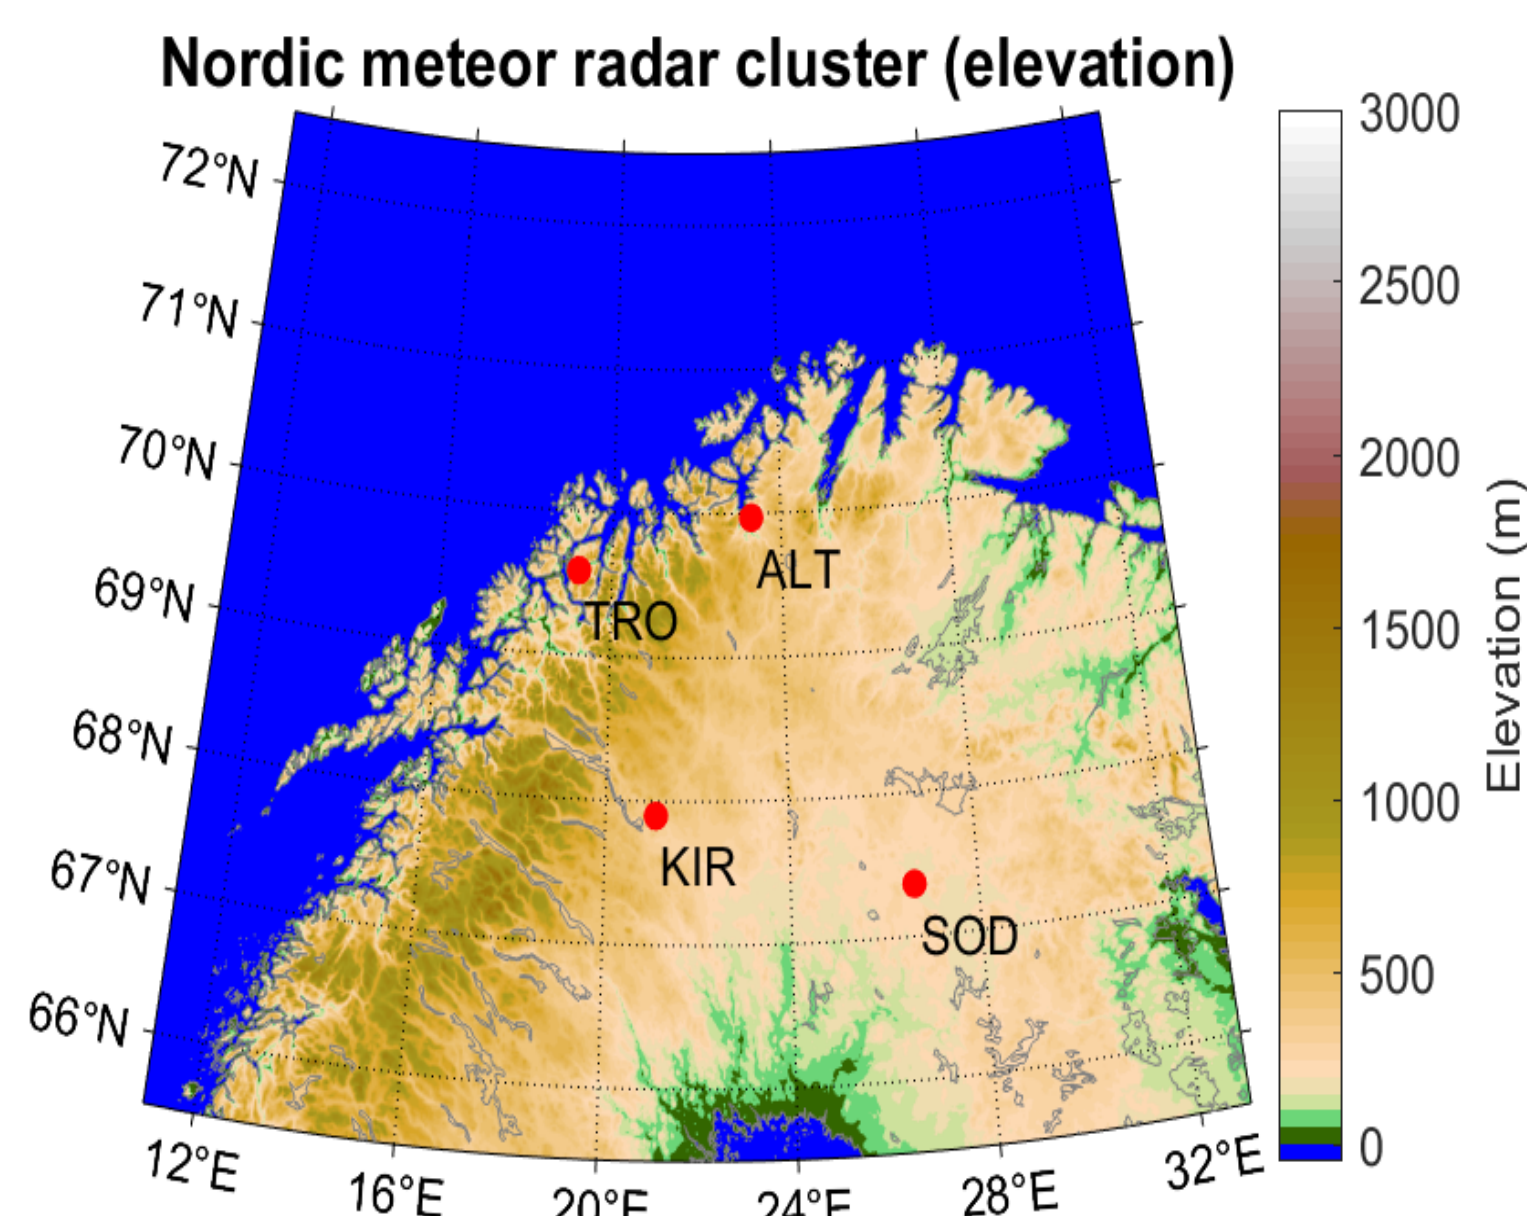 Nordic meteor radar cluster (elevation)
72°N
71°N
70°N
69°N
68°N
67°N
66°N
12°E
16°E
20°E
24°E
28°E
32°E
ALT
TRO
KIR
SOD
3000
2500
2000
1500
1000
500
0
Elevation (m)